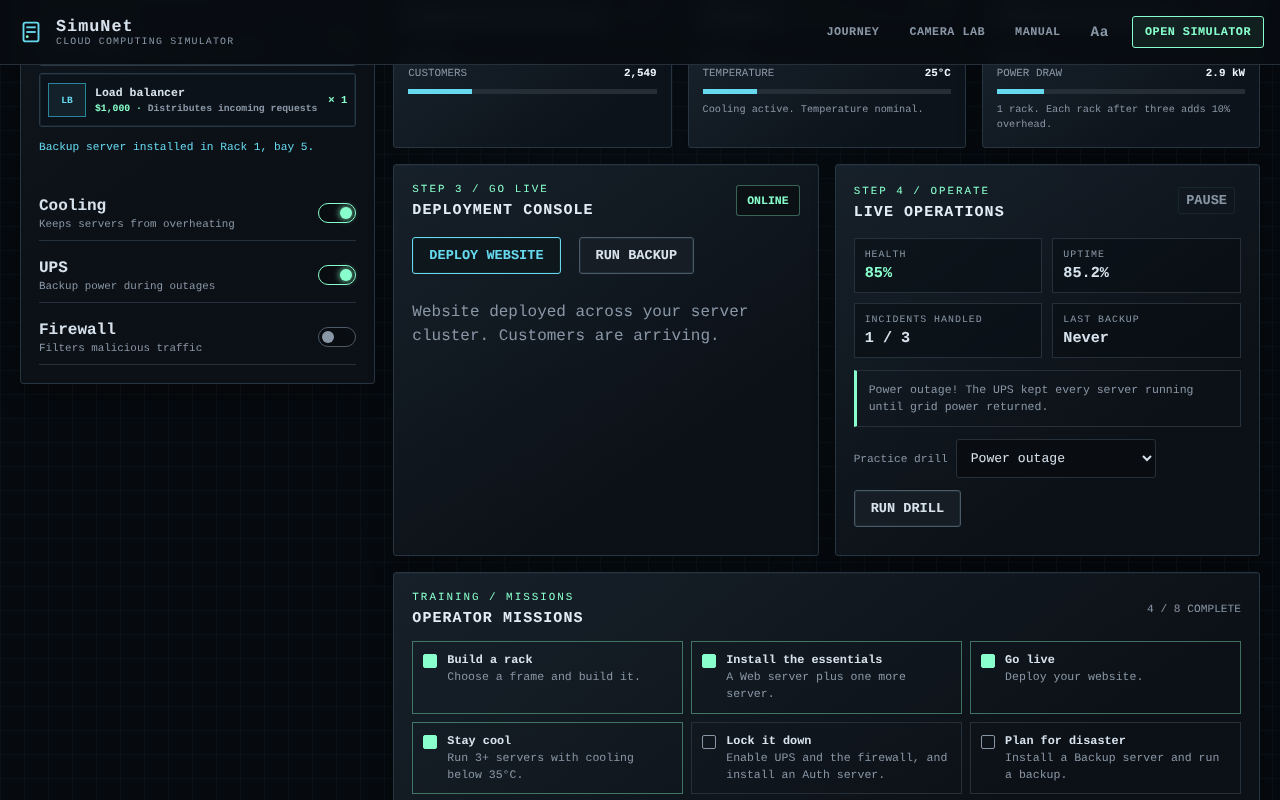 SimuNet
CLOUD COMPUTING SIMULATOR
JOURNEY
CAMERA LAB
MANUAL
Aa
OPEN SIMULATOR
LB
Load balancer
$1,000 · Distributes incoming requests
× 1
Backup server installed in Rack 1, bay 5.
Cooling
Keeps servers from overheating
UPS
Backup power during outages
Firewall
Filters malicious traffic
CUSTOMERS
2,549
TEMPERATURE
25°C
Cooling active. Temperature nominal.
POWER DRAW
2.9 kW
1 rack. Each rack after three adds 10%
overhead.
STEP 3 / GO LIVE
DEPLOYMENT CONSOLE
ONLINE
DEPLOY WEBSITE
RUN BACKUP
Website deployed across your server
cluster. Customers are arriving.
STEP 4 / OPERATE
LIVE OPERATIONS
PAUSE
HEALTH
85%
UPTIME
85.2%
INCIDENTS HANDLED
1 / 3
LAST BACKUP
Never
Power outage! The UPS kept every server running
until grid power returned.
Practice drill
Power outage
RUN DRILL
TRAINING / MISSIONS
OPERATOR MISSIONS
4 / 8 COMPLETE
Build a rack
Choose a frame and build it.
Install the essentials
A Web server plus one more
server.
Go live
Deploy your website.
Stay cool
Run 3+ servers with cooling
below 35°C.
Lock it down
Enable UPS and the firewall, and
install an Auth server.
Plan for disaster
Install a Backup server and run
a backup.